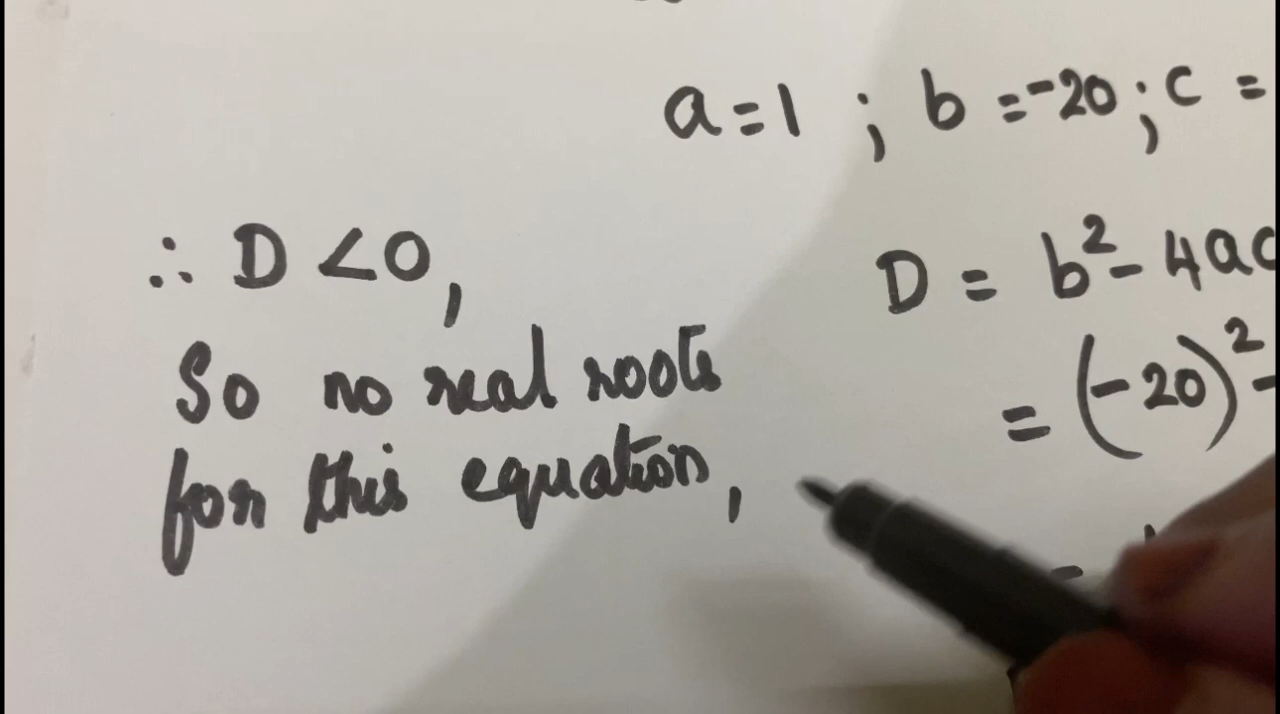 a = 1 ; b = -20 ; c =
∴ D < 0,
D = b² - 4ac
So no real roots
= (-20)² -
for this equation,